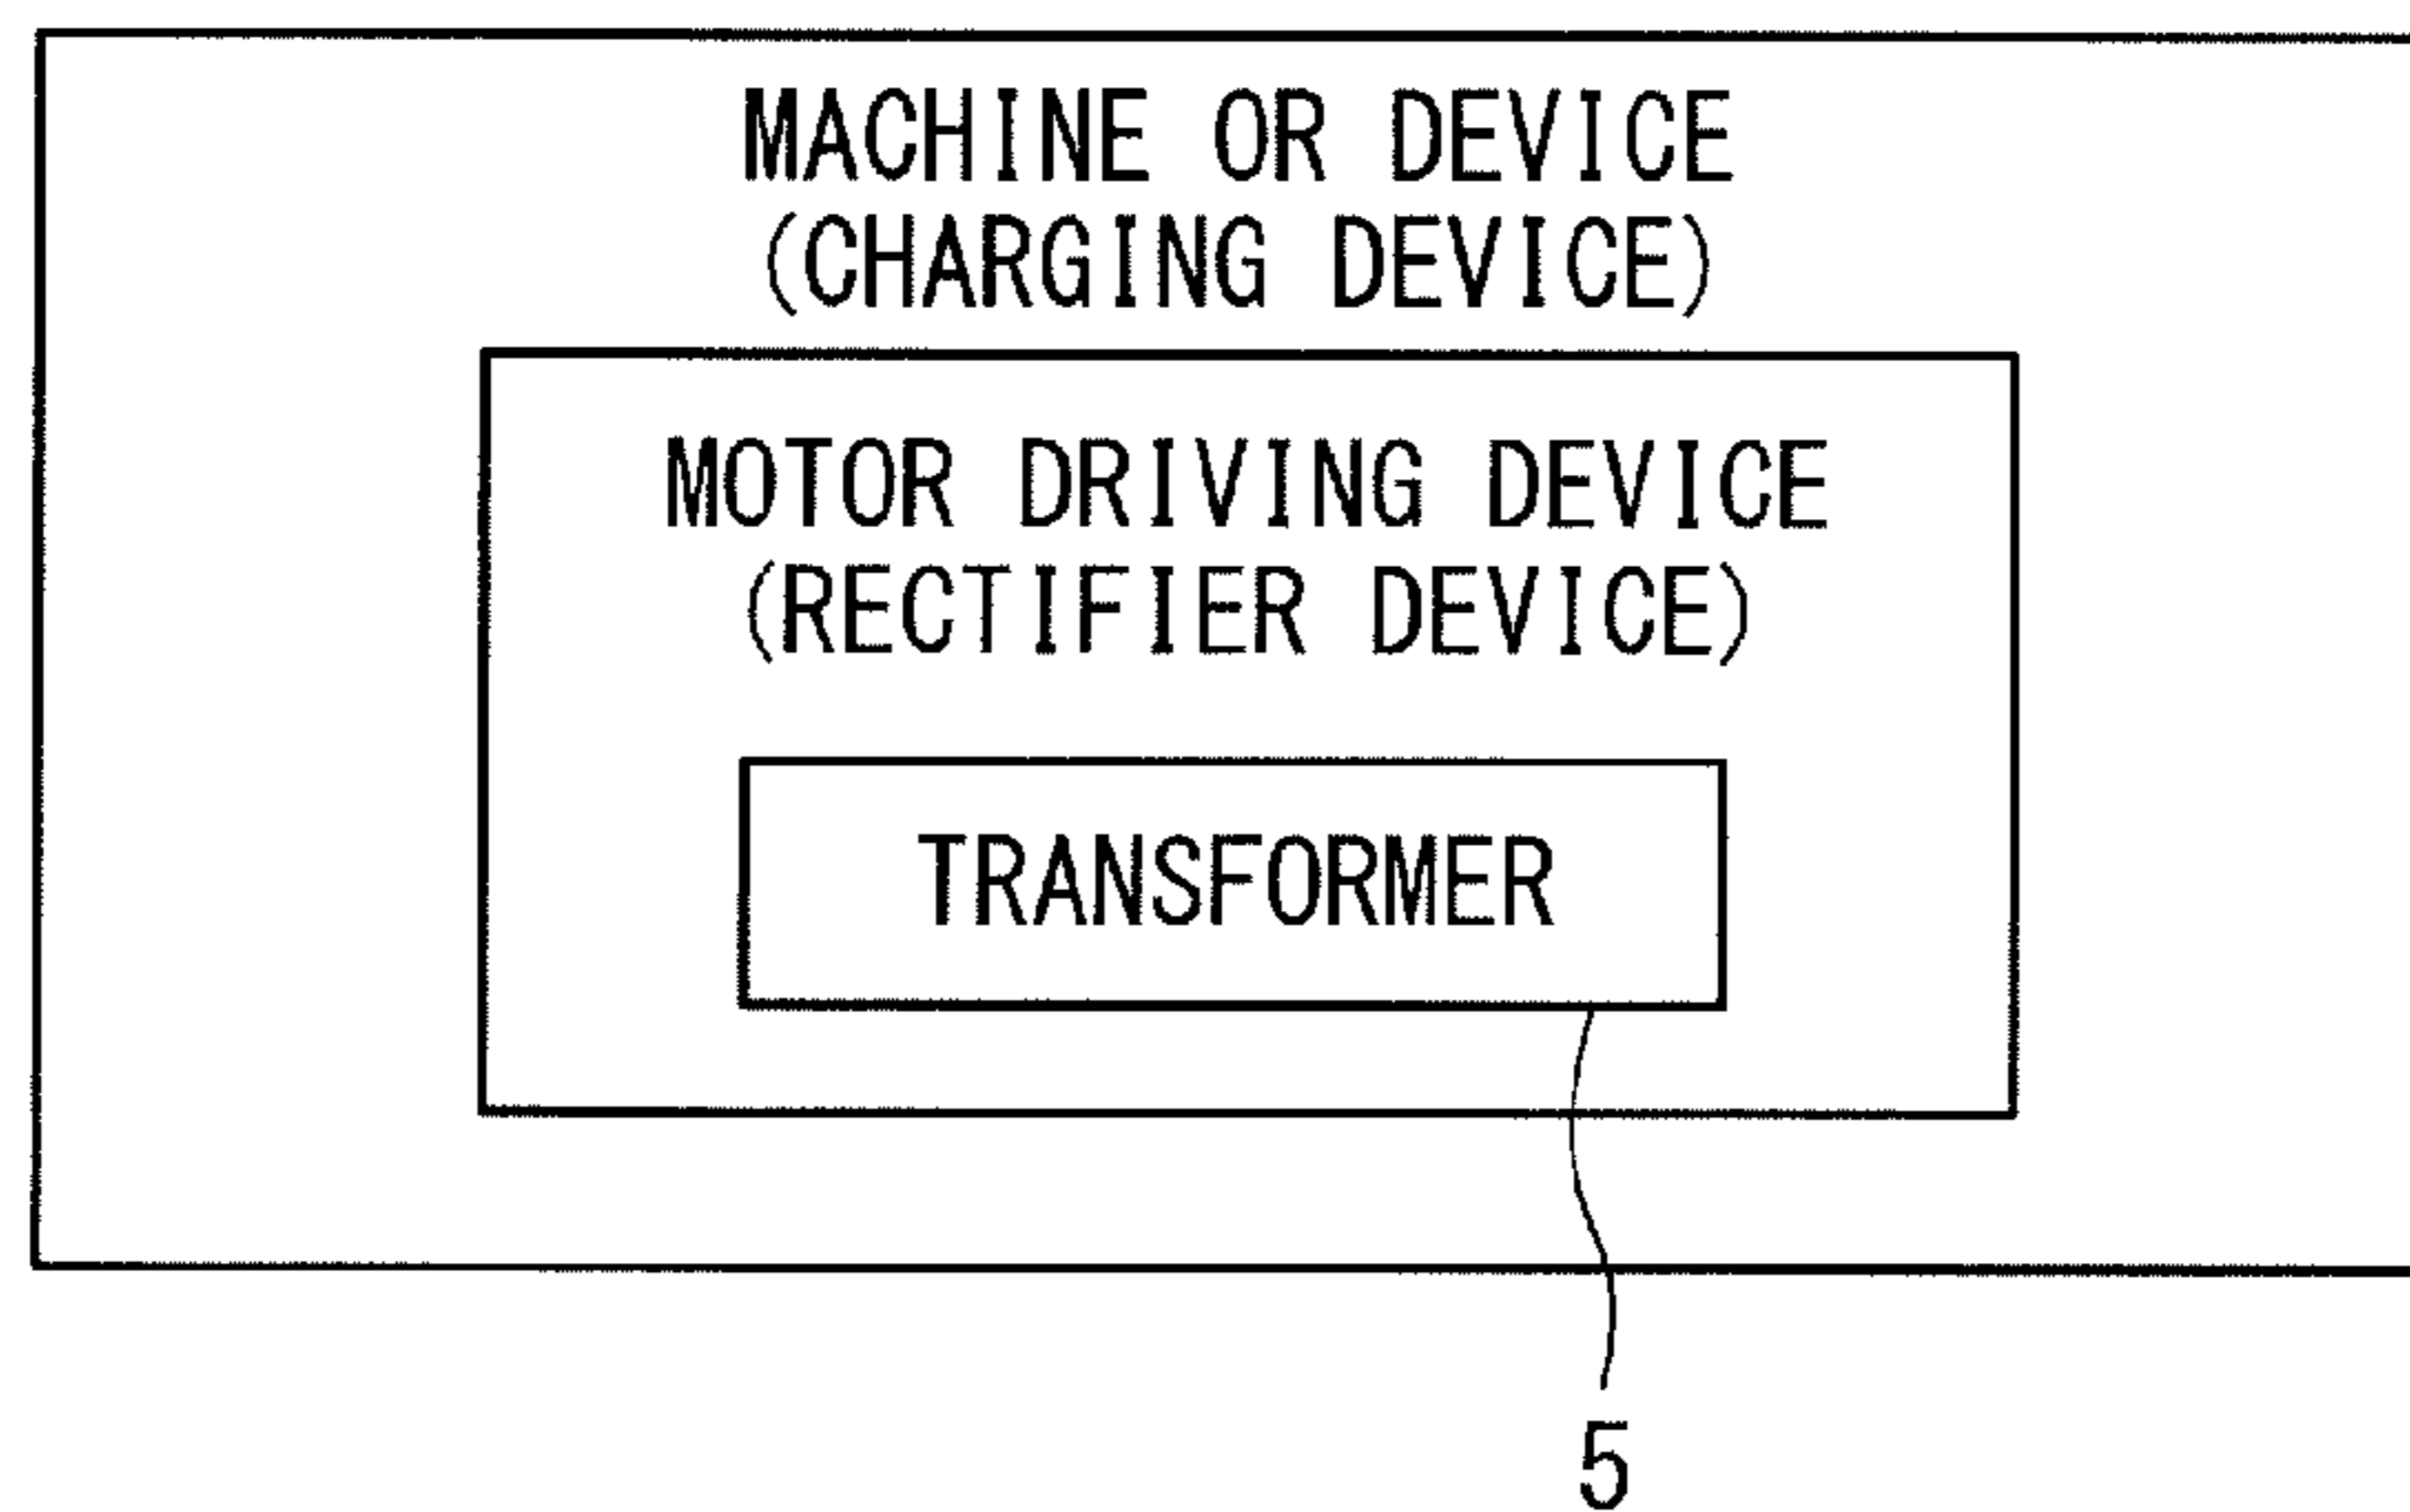 MACHINE OR DEVICE
(CHARGING DEVICE)
MOTOR DRIVING DEVICE
(RECTIFIER DEVICE)
TRANSFORMER
5